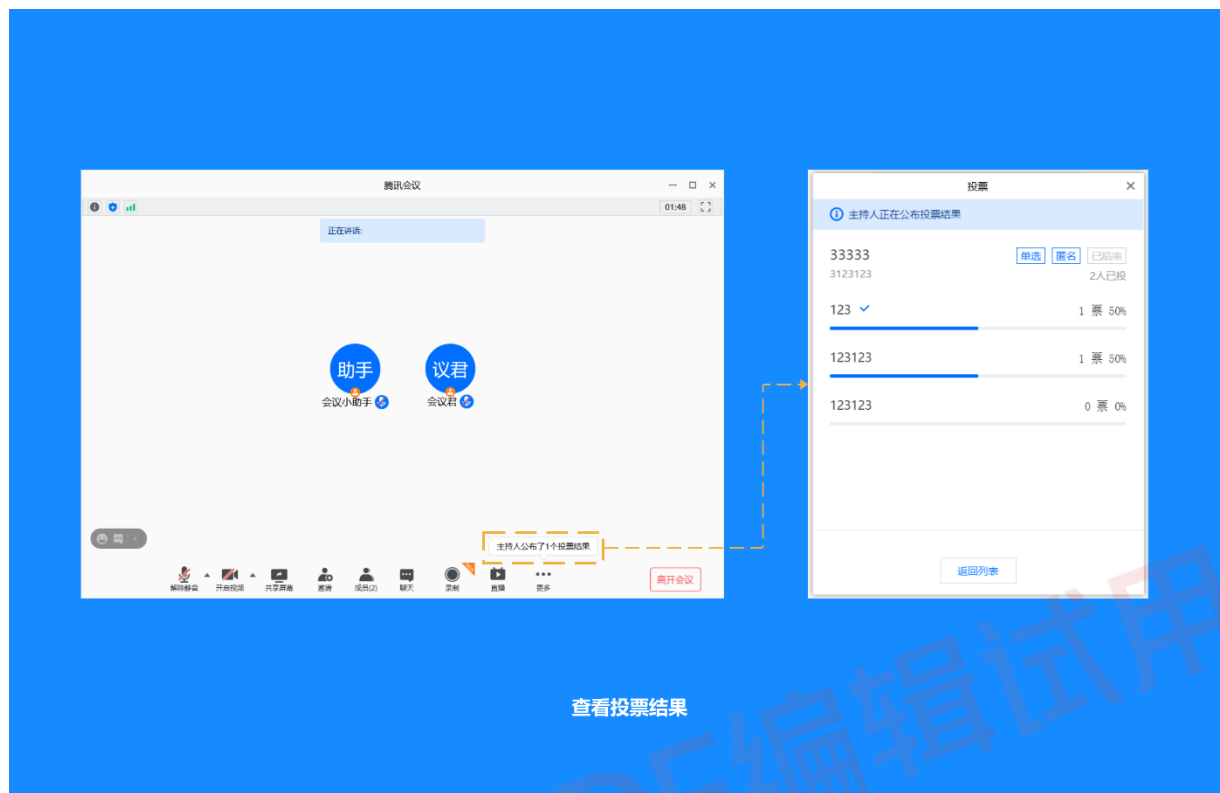 腾讯会议
01:48
正在讲话:
助手
议君
会议小助手
会议君
主持人公布了1个投票结果
解除静音
开启视频
共享屏幕
邀请
成员(2)
聊天
录制
直播
更多
离开会议
投票
主持人正在公布投票结果
33333
单选 匿名 已结束
3123123
2人已投
123
1 票 50%
123123
1 票 50%
123123
0 票 0%
返回列表
查看投票结果
编辑试用